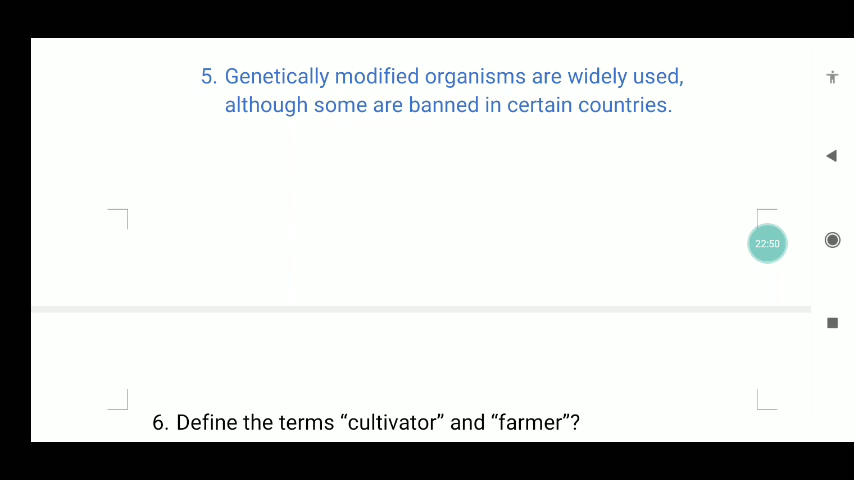 5. Genetically modified organisms are widely used,
although some are banned in certain countries.
22:50
6. Define the terms “cultivator” and “farmer”?